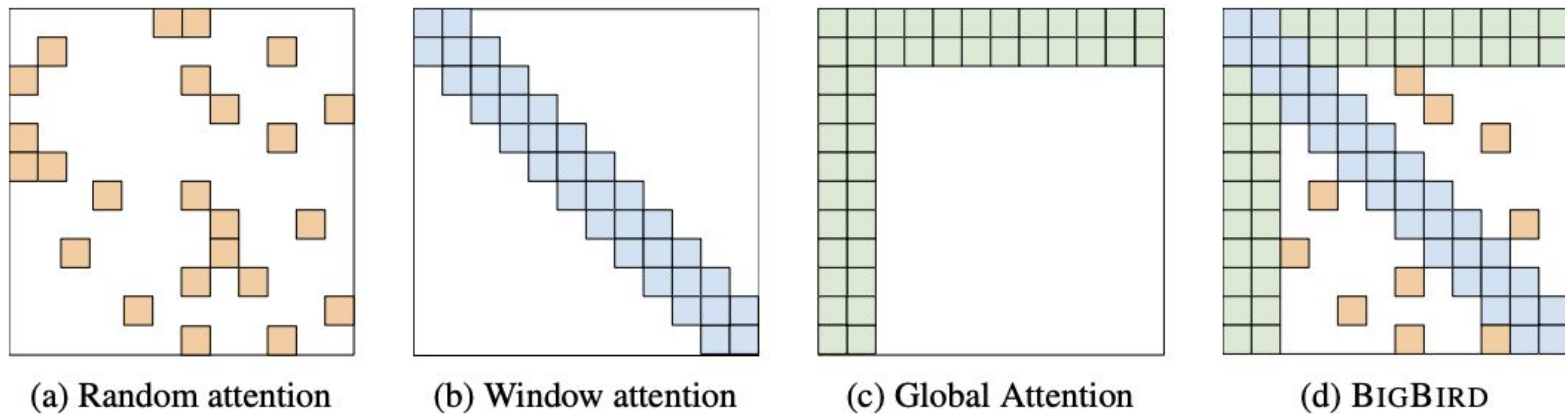 (a) Random attention
(b) Window attention
(c) Global Attention
(d) BIGBIRD